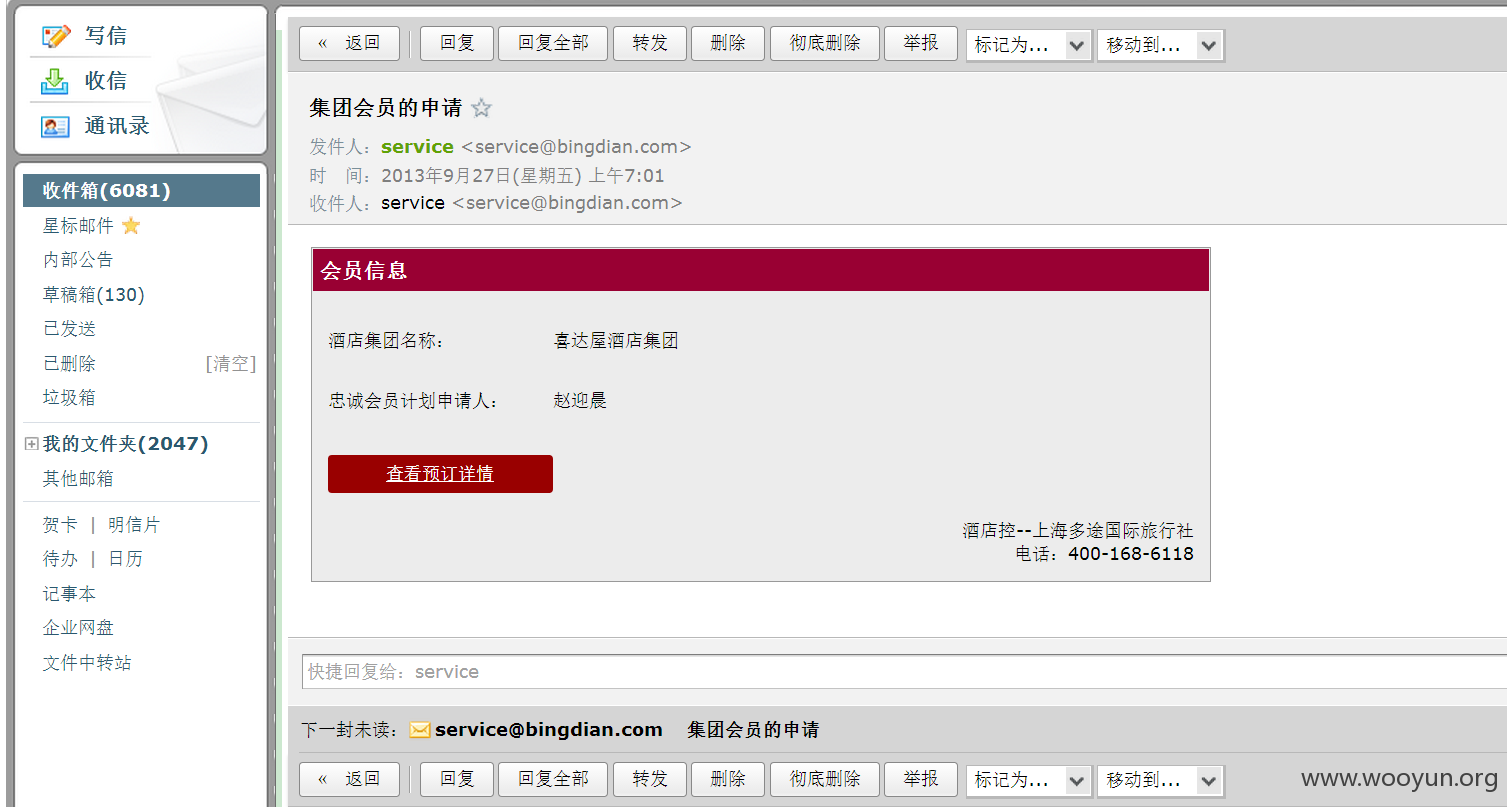 写信
收信
通讯录
收件箱(6081)
星标邮件
内部公告
草稿箱(130)
已发送
已删除 [清空]
垃圾箱
我的文件夹(2047)
其他邮箱
贺卡 | 明信片
待办 | 日历
记事本
企业网盘
文件中转站
« 返回 回复 回复全部 转发 删除 彻底删除 举报 标记为... 移动到...
集团会员的申请
发件人: service <service@bingdian.com>
时 间: 2013年9月27日(星期五) 上午7:01
收件人: service <service@bingdian.com>
会员信息
酒店集团名称: 喜达屋酒店集团
忠诚会员计划申请人: 赵迎晨
查看预订详情
酒店控--上海多途国际旅行社
电话: 400-168-6118
快捷回复给: service
下一封未读: service@bingdian.com 集团会员的申请
« 返回 回复 回复全部 转发 删除 彻底删除 举报 标记为... 移动到...
www.wooyun.org